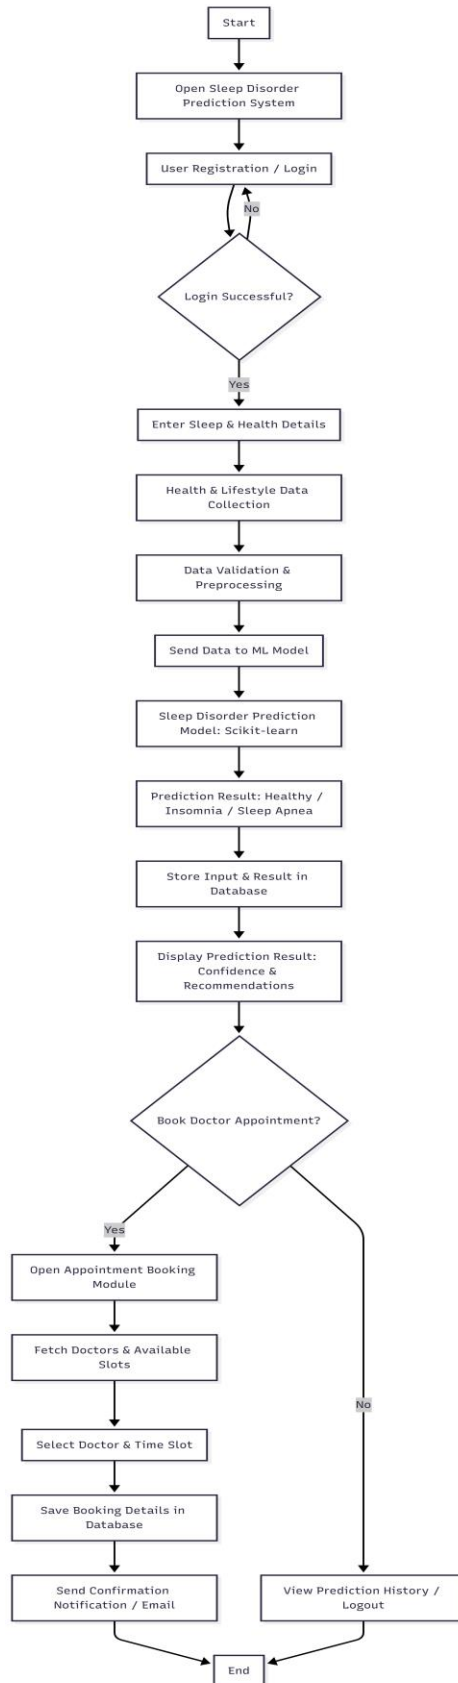 Start
Open Sleep Disorder
Prediction System
User Registration / Login
No
Login Successful?
Yes
Enter Sleep & Health Details
Health & Lifestyle Data
Collection
Data Validation &
Preprocessing
Send Data to ML Model
Sleep Disorder Prediction
Model: Scikit-learn
Prediction Result: Healthy /
Insomnia / Sleep Apnea
Store Input & Result in
Database
Display Prediction Result:
Confidence &
Recommendations
Book Doctor Appointment?
Yes
Open Appointment Booking
Module
Fetch Doctors & Available
Slots
No
Select Doctor & Time Slot
Save Booking Details in
Database
Send Confirmation
Notification / Email
View Prediction History /
Logout
End